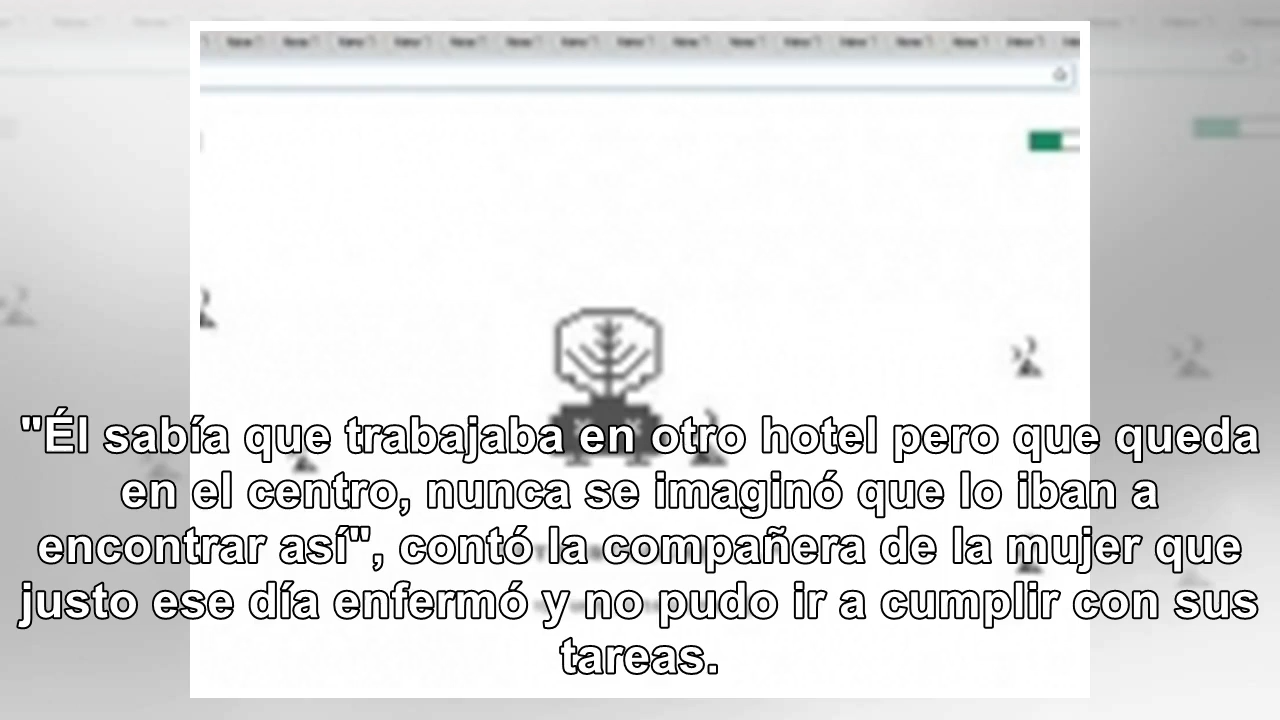 "Él sabía que trabajaba en otro hotel pero que queda
en el centro, nunca se imaginó que lo iban a
encontrar así", contó la compañera de la mujer que
justo ese día enfermó y no pudo ir a cumplir con sus
tareas.